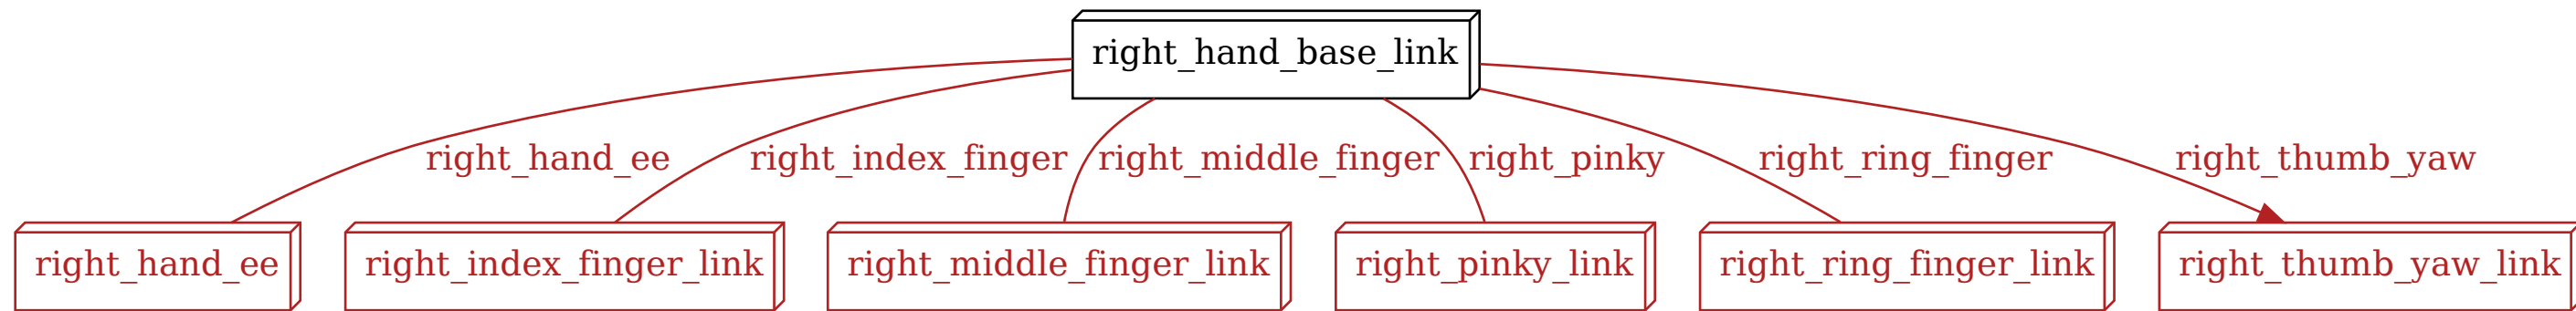 right_hand_base_link
right_hand_ee
right_index_finger
right_middle_finger
right_pinky
right_ring_finger
right_thumb_yaw
right_hand_ee
right_index_finger_link
right_middle_finger_link
right_pinky_link
right_ring_finger_link
right_thumb_yaw_link